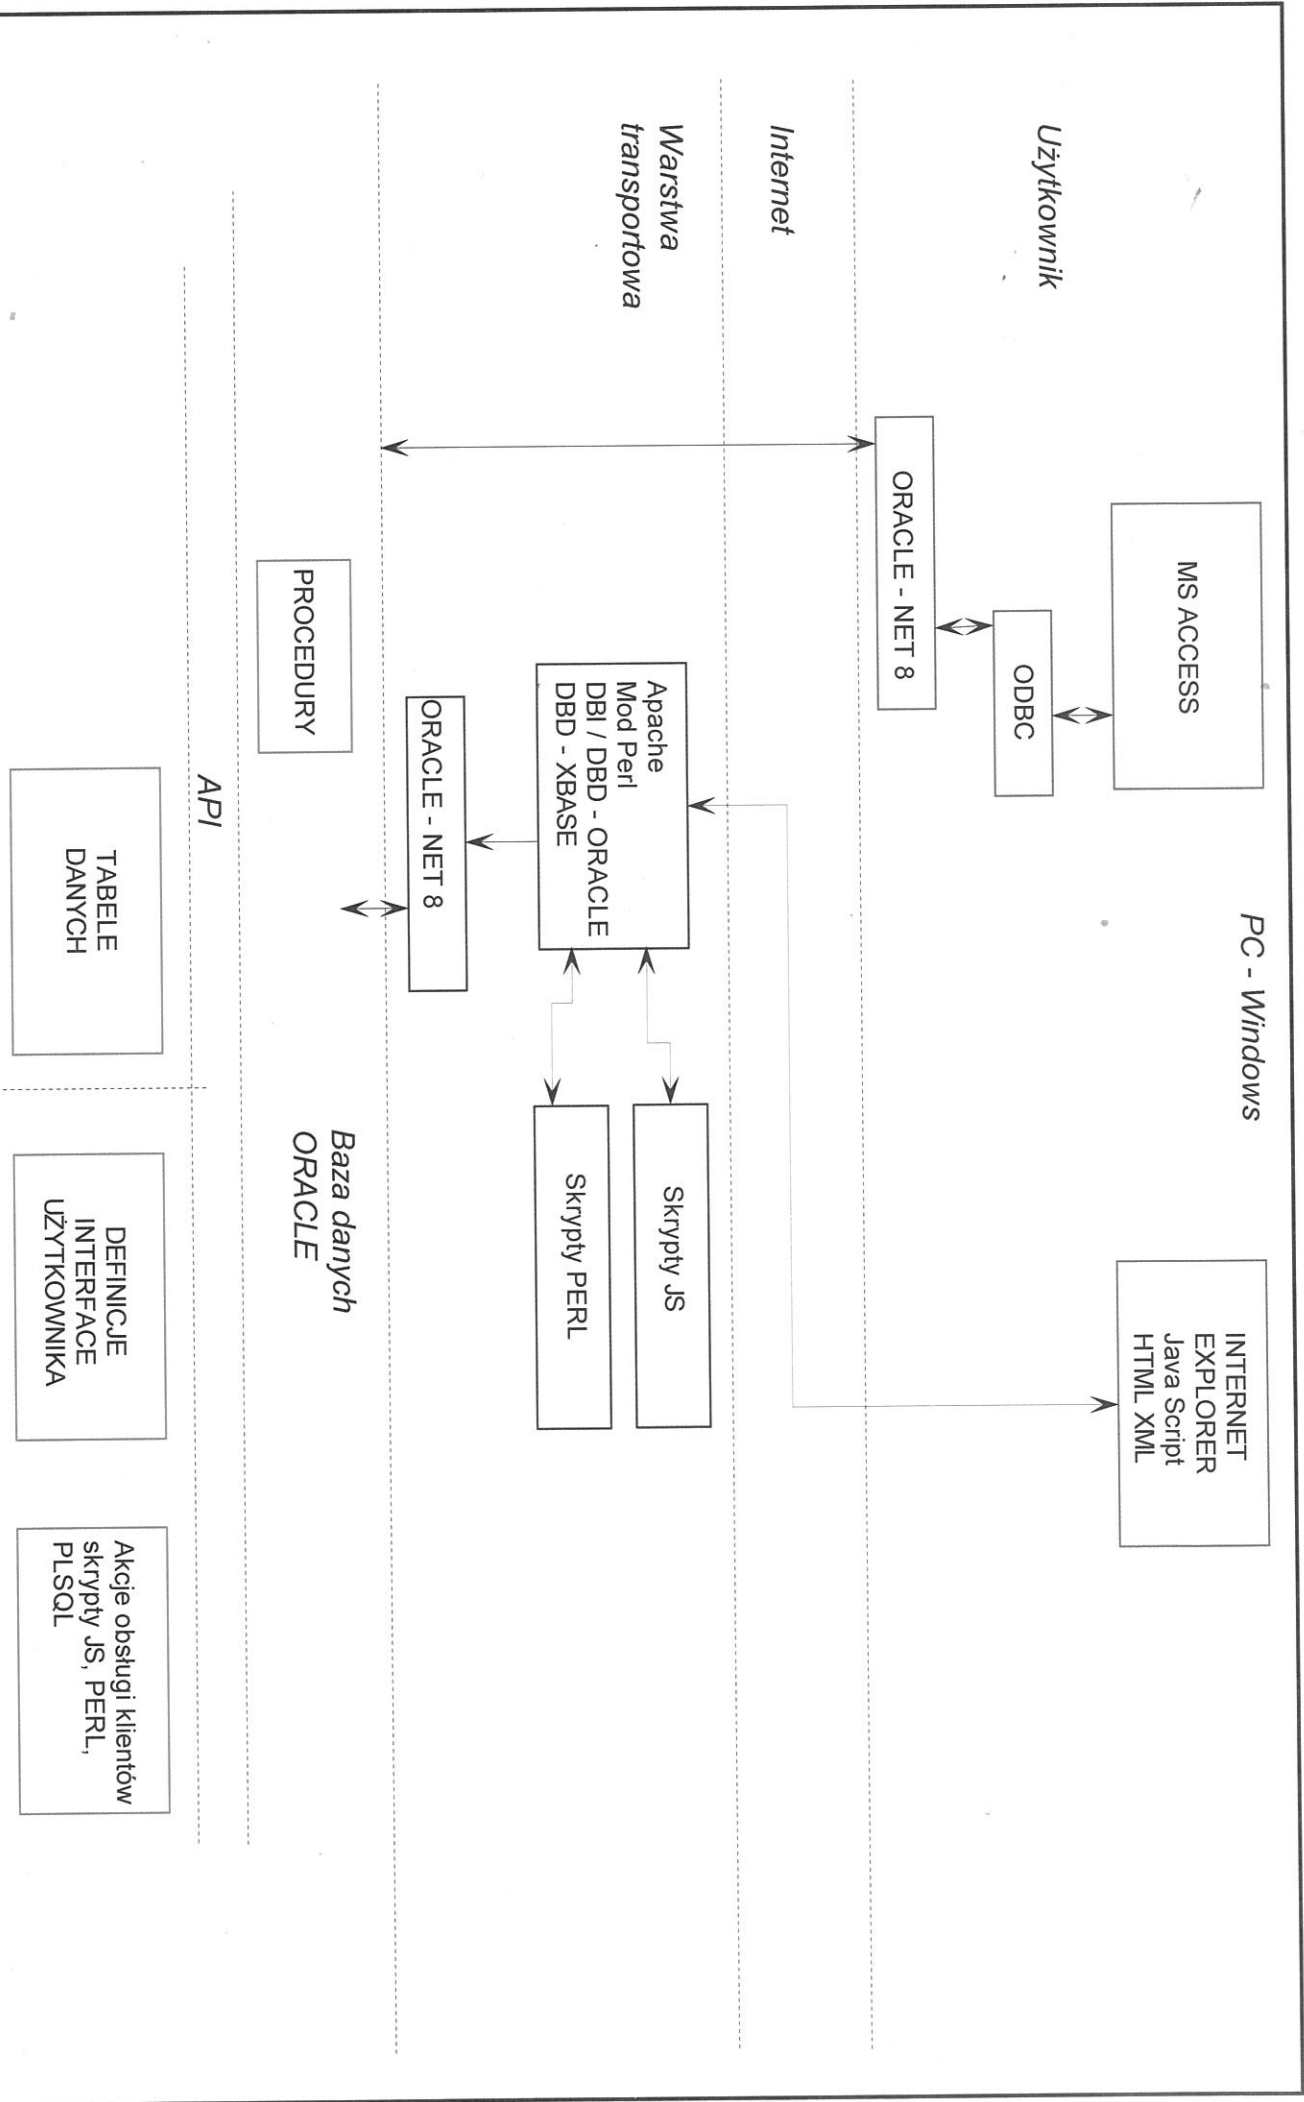 PC - Windows
Użytkownik
MS ACCESS
INTERNET
EXPLORER
Java Script
HTML XML
ODBC
ORACLE - NET 8
Internet
Warstwa
transportowa
Apache
Mod Perl
DBI / DBD - ORACLE
DBD - XBASE
Skrypty JS
Skrypty PERL
ORACLE - NET 8
PROCEDURY
Baza danych
ORACLE
API
TABELE
DANYCH
DEFINICJE
INTERFACE
UŻYTKOWNIKA
Akcje obsługi klientów
skrypty JS, PERL,
PLSQL